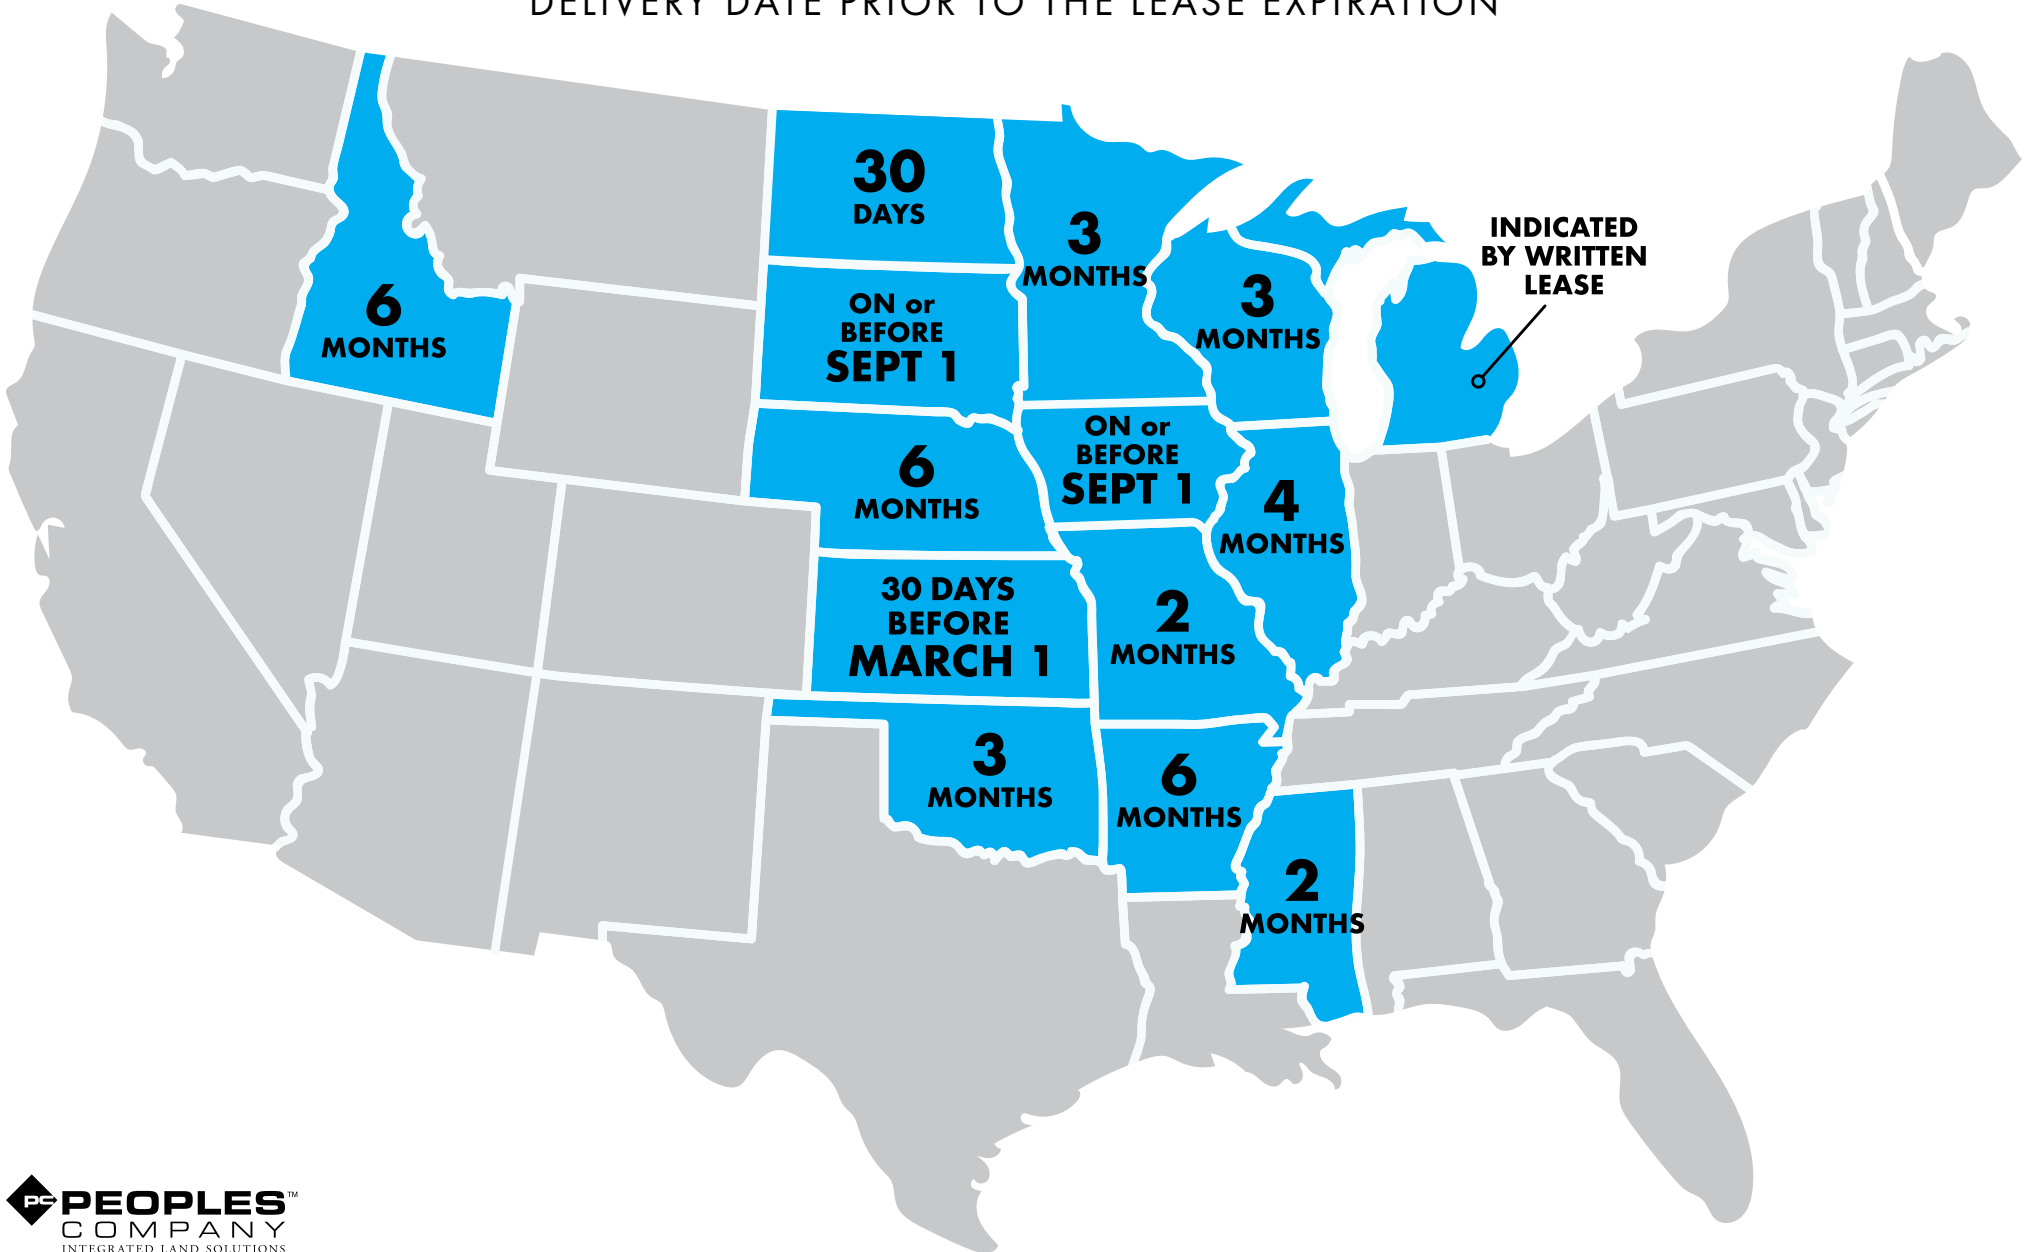 DELIVERY DATE PRIOR TO THE LEASE EXPIRATION
30
DAYS
3
MONTHS
INDICATED
BY WRITTEN
LEASE
6
MONTHS
ON or
BEFORE
SEPT 1
3
MONTHS
6
MONTHS
ON or
BEFORE
SEPT 1
4
MONTHS
30 DAYS
BEFORE
MARCH 1
2
MONTHS
3
MONTHS
6
MONTHS
2
MONTHS
PC PEOPLES™
COMPANY
INTEGRATED LAND SOLUTIONS